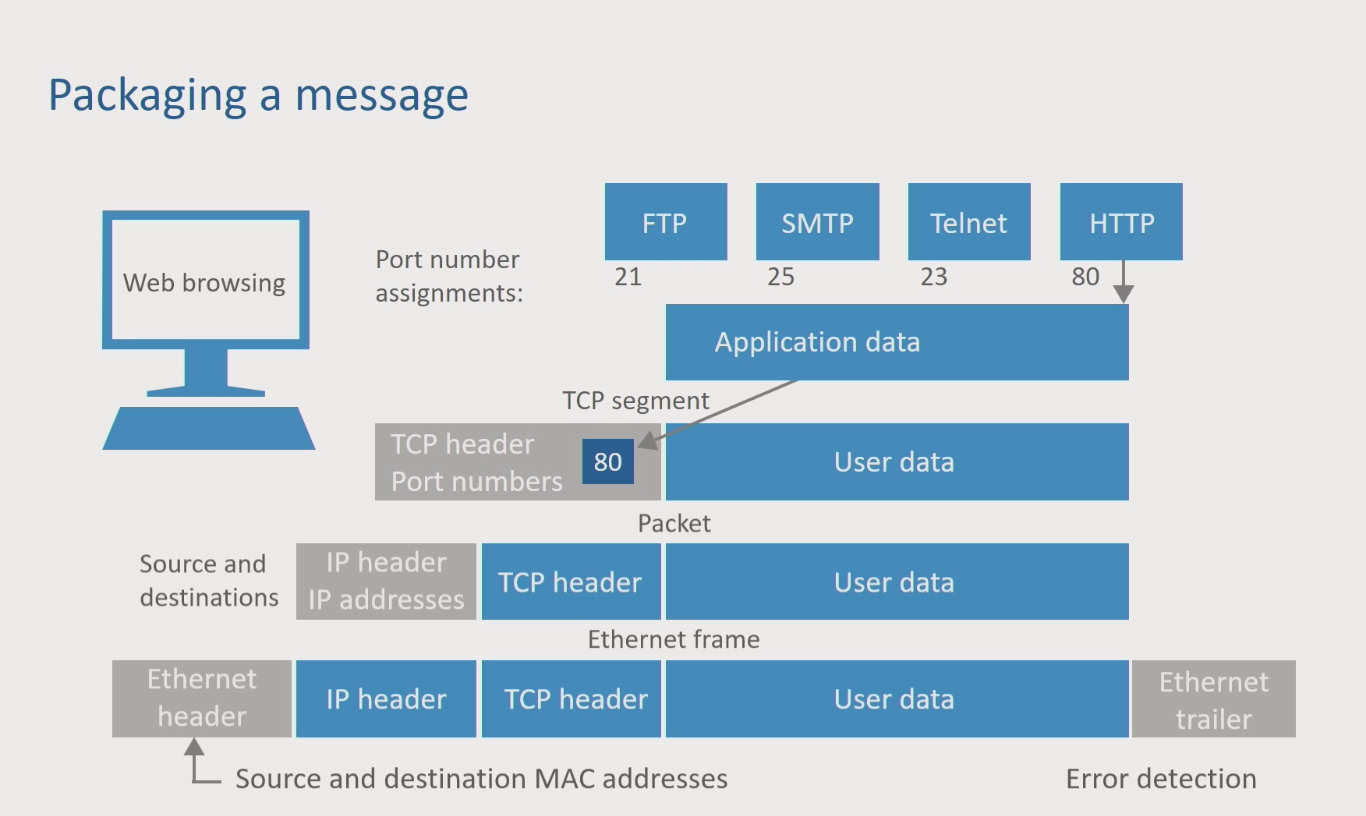 Packaging a message
FTP
SMTP
Telnet
HTTP
Web browsing
Port number
assignments:
21
25
23
80
Application data
TCP segment
TCP header
Port numbers
80
User data
Packet
Source and
destinations
IP header
IP addresses
TCP header
User data
Ethernet frame
Ethernet
header
IP header
TCP header
User data
Ethernet
trailer
Source and destination MAC addresses
Error detection